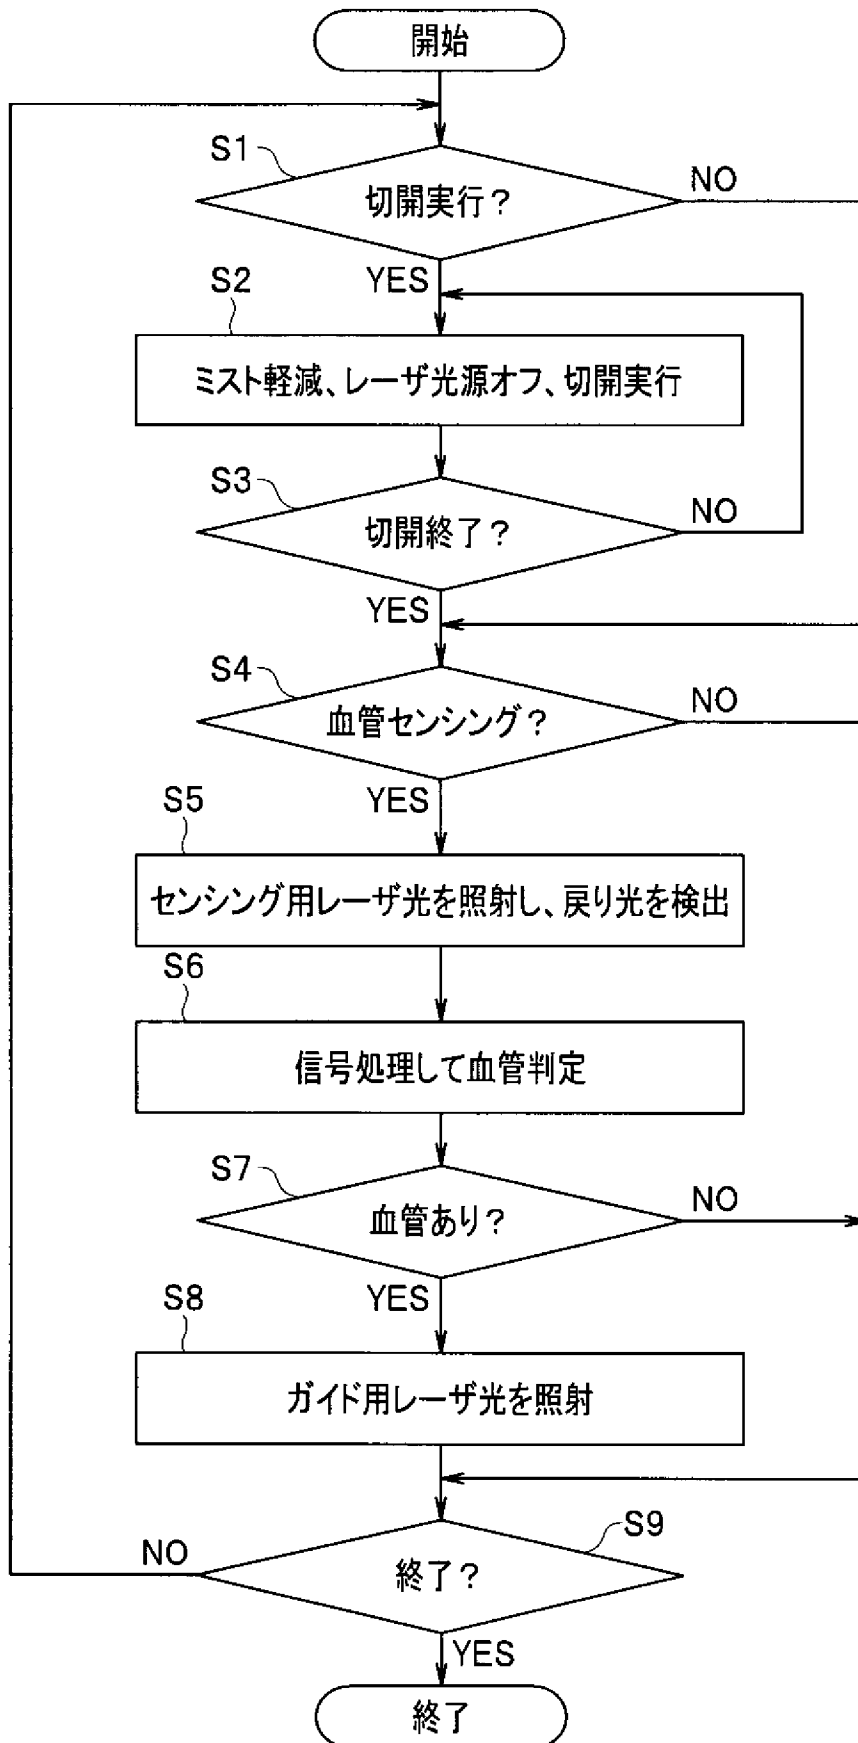 開始
S1
切開実行?
NO
YES
S2
ミスト軽減、レーザ光源オフ、切開実行
S3
切開終了?
NO
YES
S4
血管センシング?
NO
YES
S5
センシング用レーザ光を照射し、戻り光を検出
S6
信号処理して血管判定
S7
血管あり?
NO
YES
S8
ガイド用レーザ光を照射
S9
NO
終了?
YES
終了